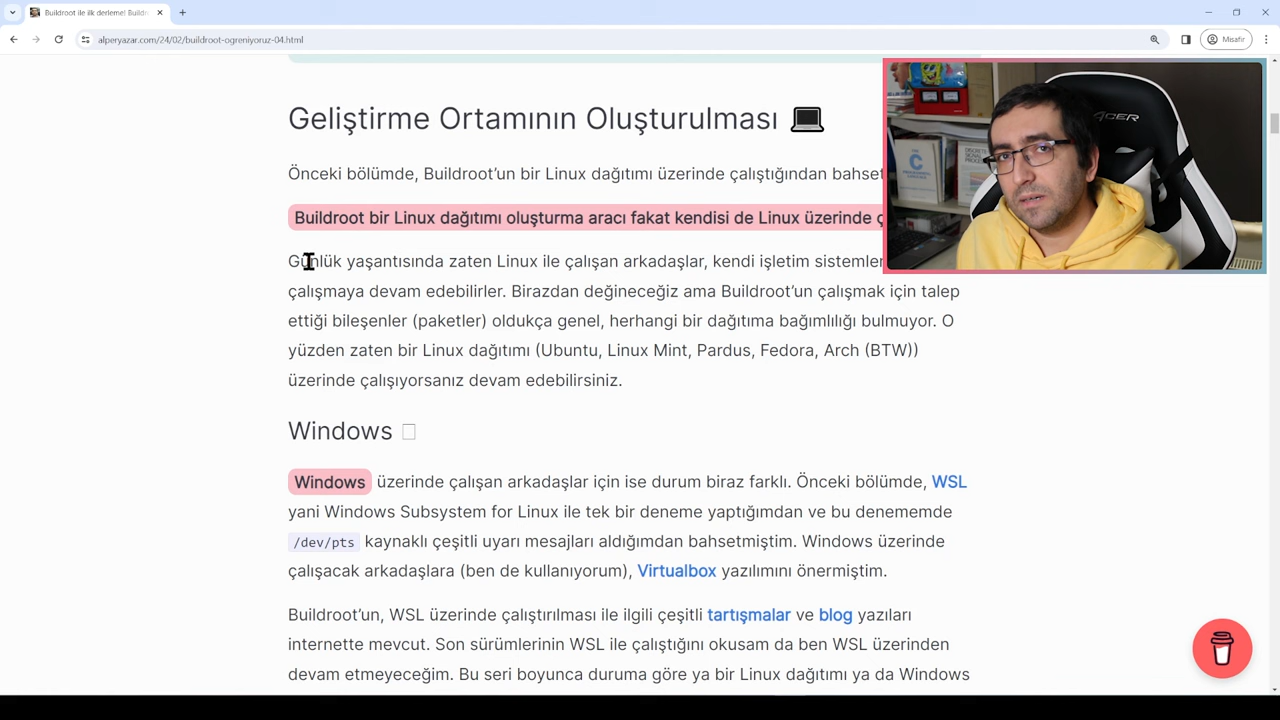 Buildroot ile ilk derleme! Buildro
alperyazar.com/24/02/buildroot-ogreniyoruz-04.html
Misafir
Geliştirme Ortamının Oluşturulması 💻
Önceki bölümde, Buildroot’un bir Linux dağıtımı üzerinde çalıştığından bahset
Buildroot bir Linux dağıtımı oluşturma aracı fakat kendisi de Linux üzerinde ç
Günlük yaşantısında zaten Linux ile çalışan arkadaşlar, kendi işletim sistemler
çalışmaya devam edebilirler. Birazdan değineceğiz ama Buildroot’un çalışmak için talep
ettiği bileşenler (paketler) oldukça genel, herhangi bir dağıtıma bağımlılığı bulmuyor. O
yüzden zaten bir Linux dağıtımı (Ubuntu, Linux Mint, Pardus, Fedora, Arch (BTW))
üzerinde çalışıyorsanız devam edebilirsiniz.
Windows
Windows üzerinde çalışan arkadaşlar için ise durum biraz farklı. Önceki bölümde, WSL
yani Windows Subsystem for Linux ile tek bir deneme yaptığımdan ve bu denememde
/dev/pts kaynaklı çeşitli uyarı mesajları aldığımdan bahsetmiştim. Windows üzerinde
çalışacak arkadaşlara (ben de kullanıyorum), Virtualbox yazılımını önermiştim.
Buildroot’un, WSL üzerinde çalıştırılması ile ilgili çeşitli tartışmalar ve blog yazıları
internette mevcut. Son sürümlerinin WSL ile çalıştığını okusam da ben WSL üzerinden
devam etmeyeceğim. Bu seri boyunca duruma göre ya bir Linux dağıtımı ya da Windows
ACER
C
PROGRAMMING
LANGUAGE